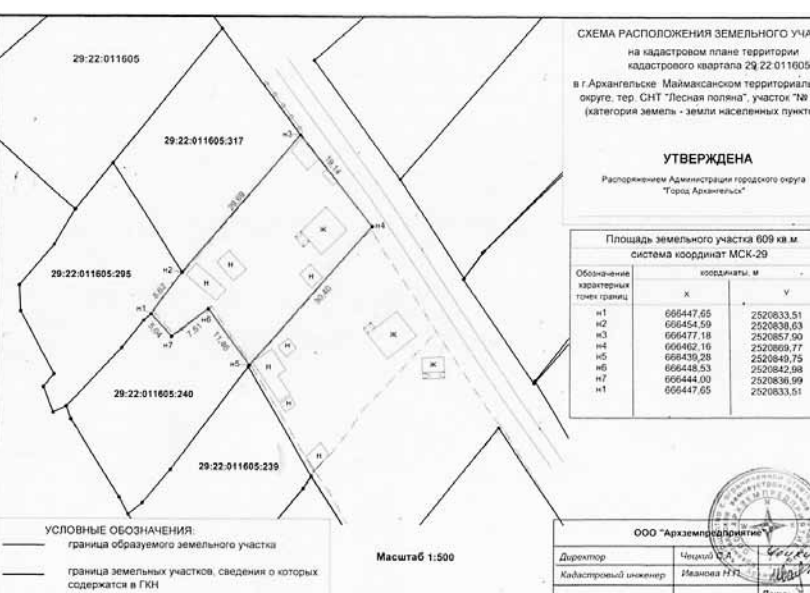 СХЕМА РАСПОЛОЖЕНИЯ ЗЕМЕЛЬНОГО УЧА
на кадастровом плане территории
кадастрового квартала 29:22:011605
в г.Архангельске Маймаксанском территориаль
округе, тер. СНТ "Лесная поляна", участок "№
(категория земель - земли населенных пункт
УТВЕРЖДЕНА
Распоряжением Администрации городского округа
"Город Архангельск"
Площадь земельного участка 609 кв.м.
система координат МСК-29
Обозначение характерных точек границ
координаты, м
X Y
н1 666447,65 2520833,51
н2 666454,59 2520838,63
н3 666477,18 2520857,90
н4 666462,16 2520869,77
н5 666439,28 2520849,75
н6 666448,53 2520842,98
н7 666444,00 2520836,99
н1 666447,65 2520833,51
29:22:011605
29:22:011605:317
н3
19,14
29,69
н4
ж
н2
н
н
29:22:011605:295
8,62
н
30,40
н1
н6
5,04
7,51
11,46
н7
ж
н
н5
н
ж
29:22:011605:240
н
н
29:22:011605:239
УСЛОВНЫЕ ОБОЗНАЧЕНИЯ:
граница образуемого земельного участка
граница земельных участков, сведения о которых
содержатся в ГКН
Масштаб 1:500
ООО "Архземпредприятие"
Директор Чецкий С.А.
Кадастровый инженер Иванова Н.П.